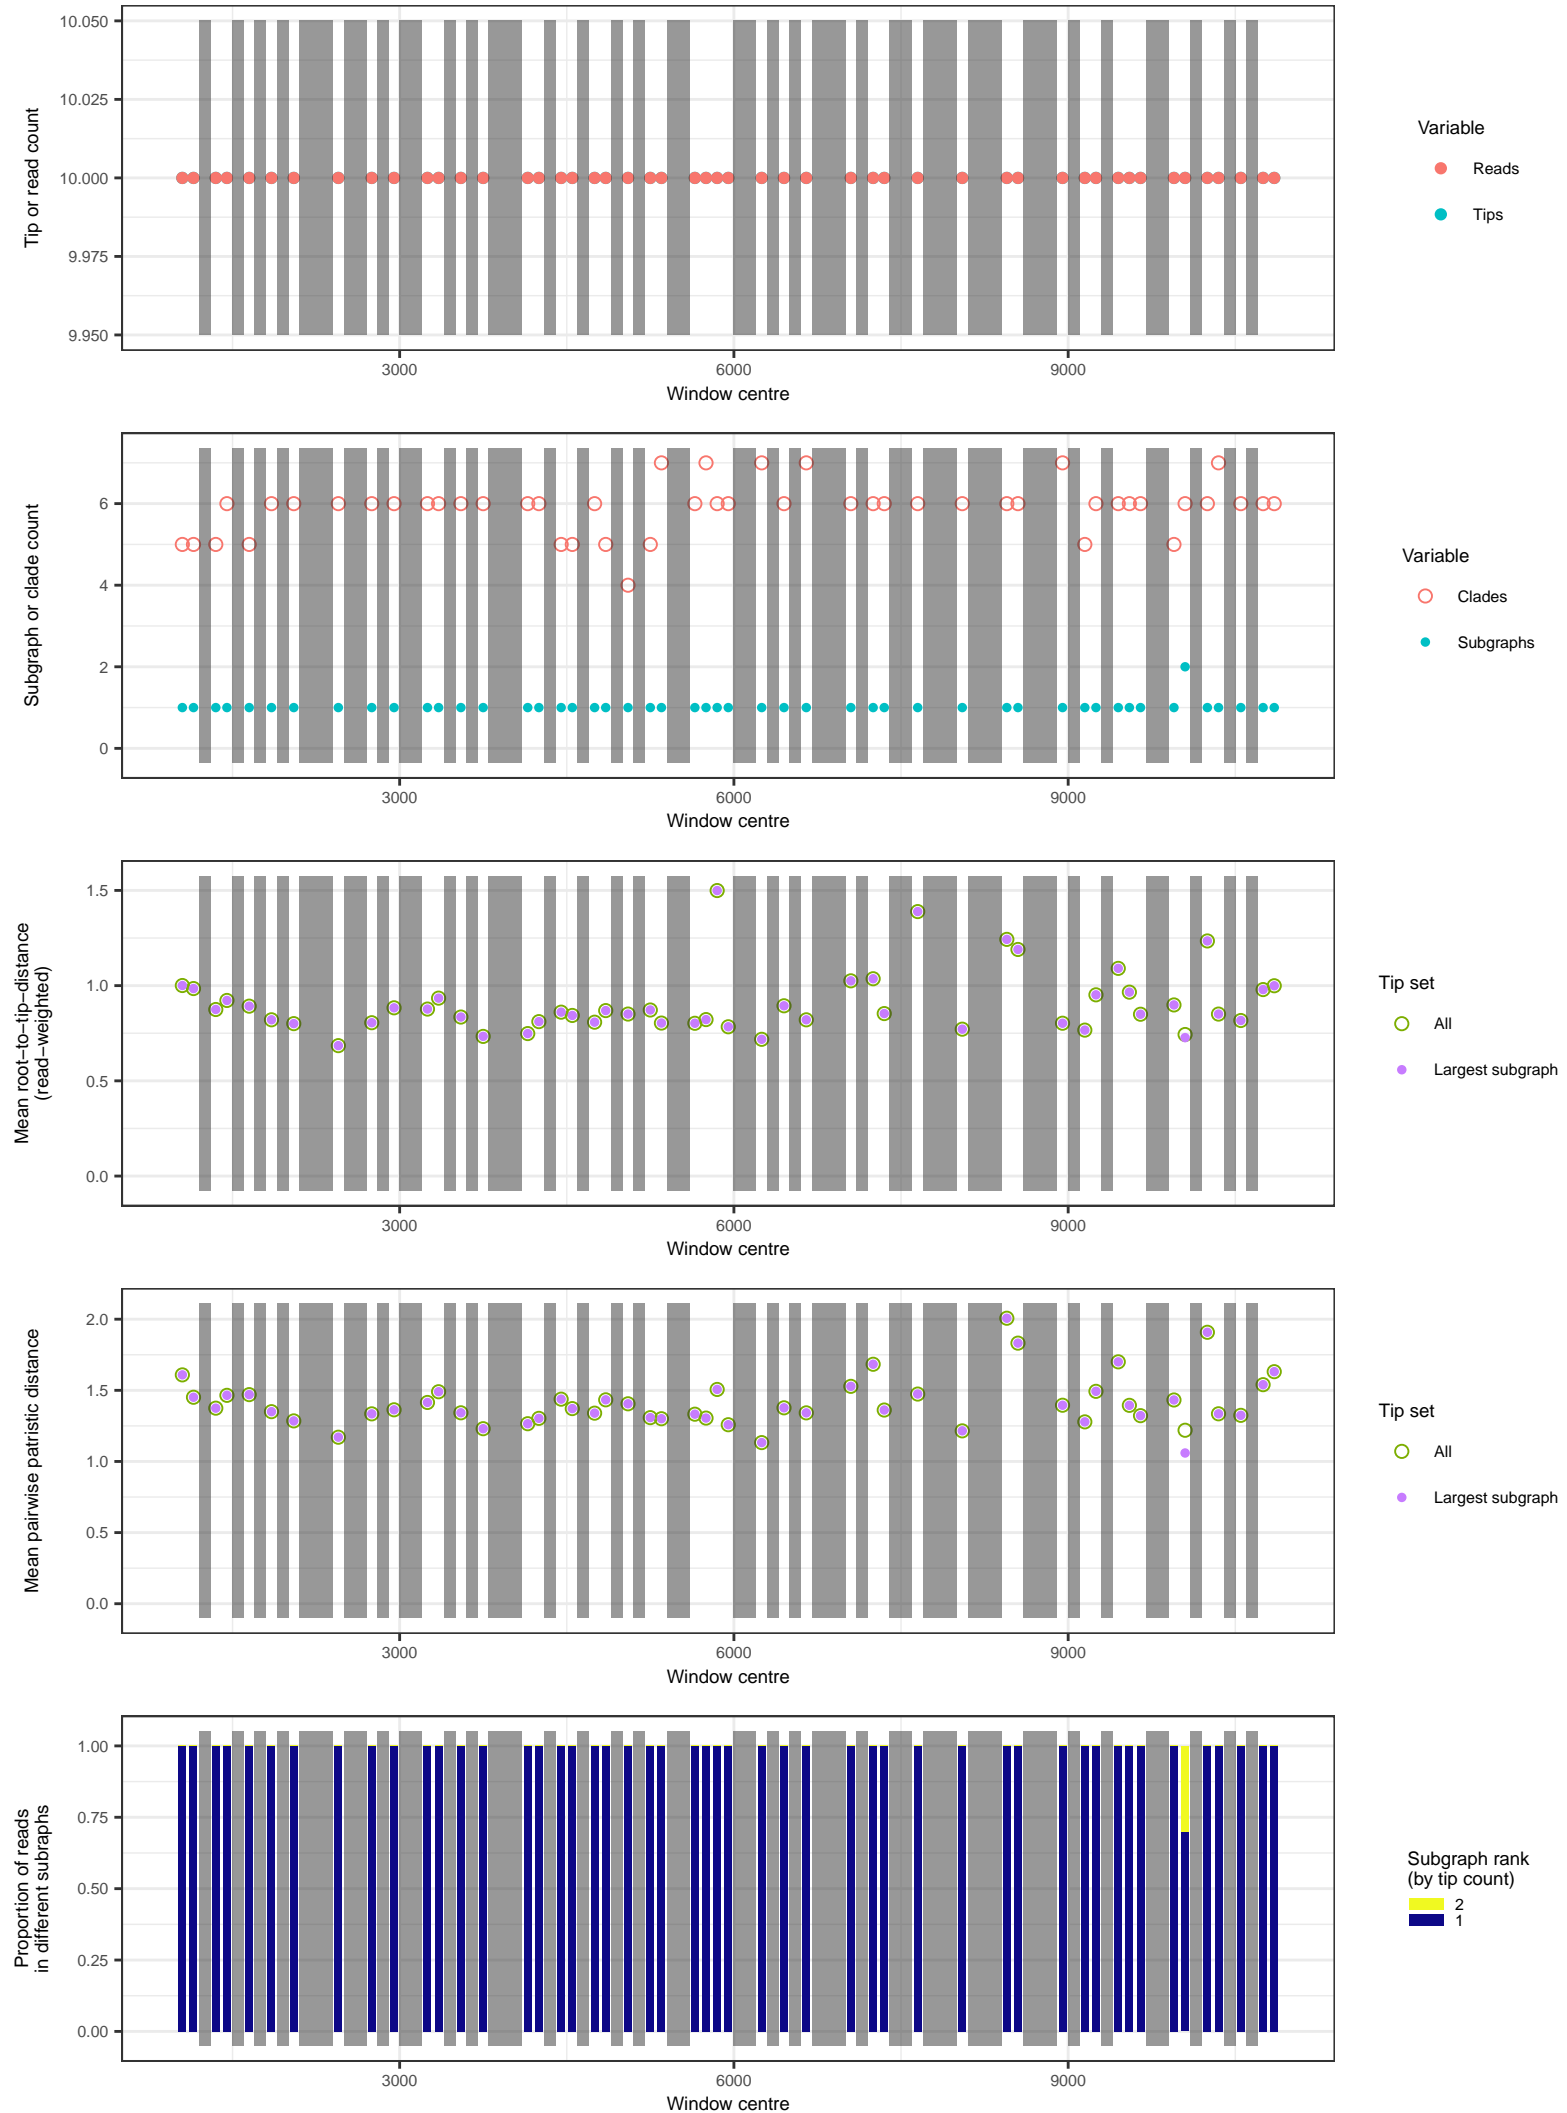 10.050
10.025
10.000
9.975
9.950
Tip or read count
3000
6000
9000
Window centre
Variable
Reads
Tips
6
4
2
0
Subgraph or clade count
3000
6000
9000
Window centre
Variable
Clades
Subgraphs
1.5
1.0
0.5
0.0
Mean root−to−tip−distance
(read−weighted)
3000
6000
9000
Window centre
Tip set
All
Largest subgraph
2.0
1.5
1.0
0.5
0.0
Mean pairwise patristic distance
3000
6000
9000
Window centre
Tip set
All
Largest subgraph
1.00
0.75
0.50
0.25
0.00
Proportion of reads
in different subraphs
3000
6000
9000
Window centre
Subgraph rank
(by tip count)
2
1